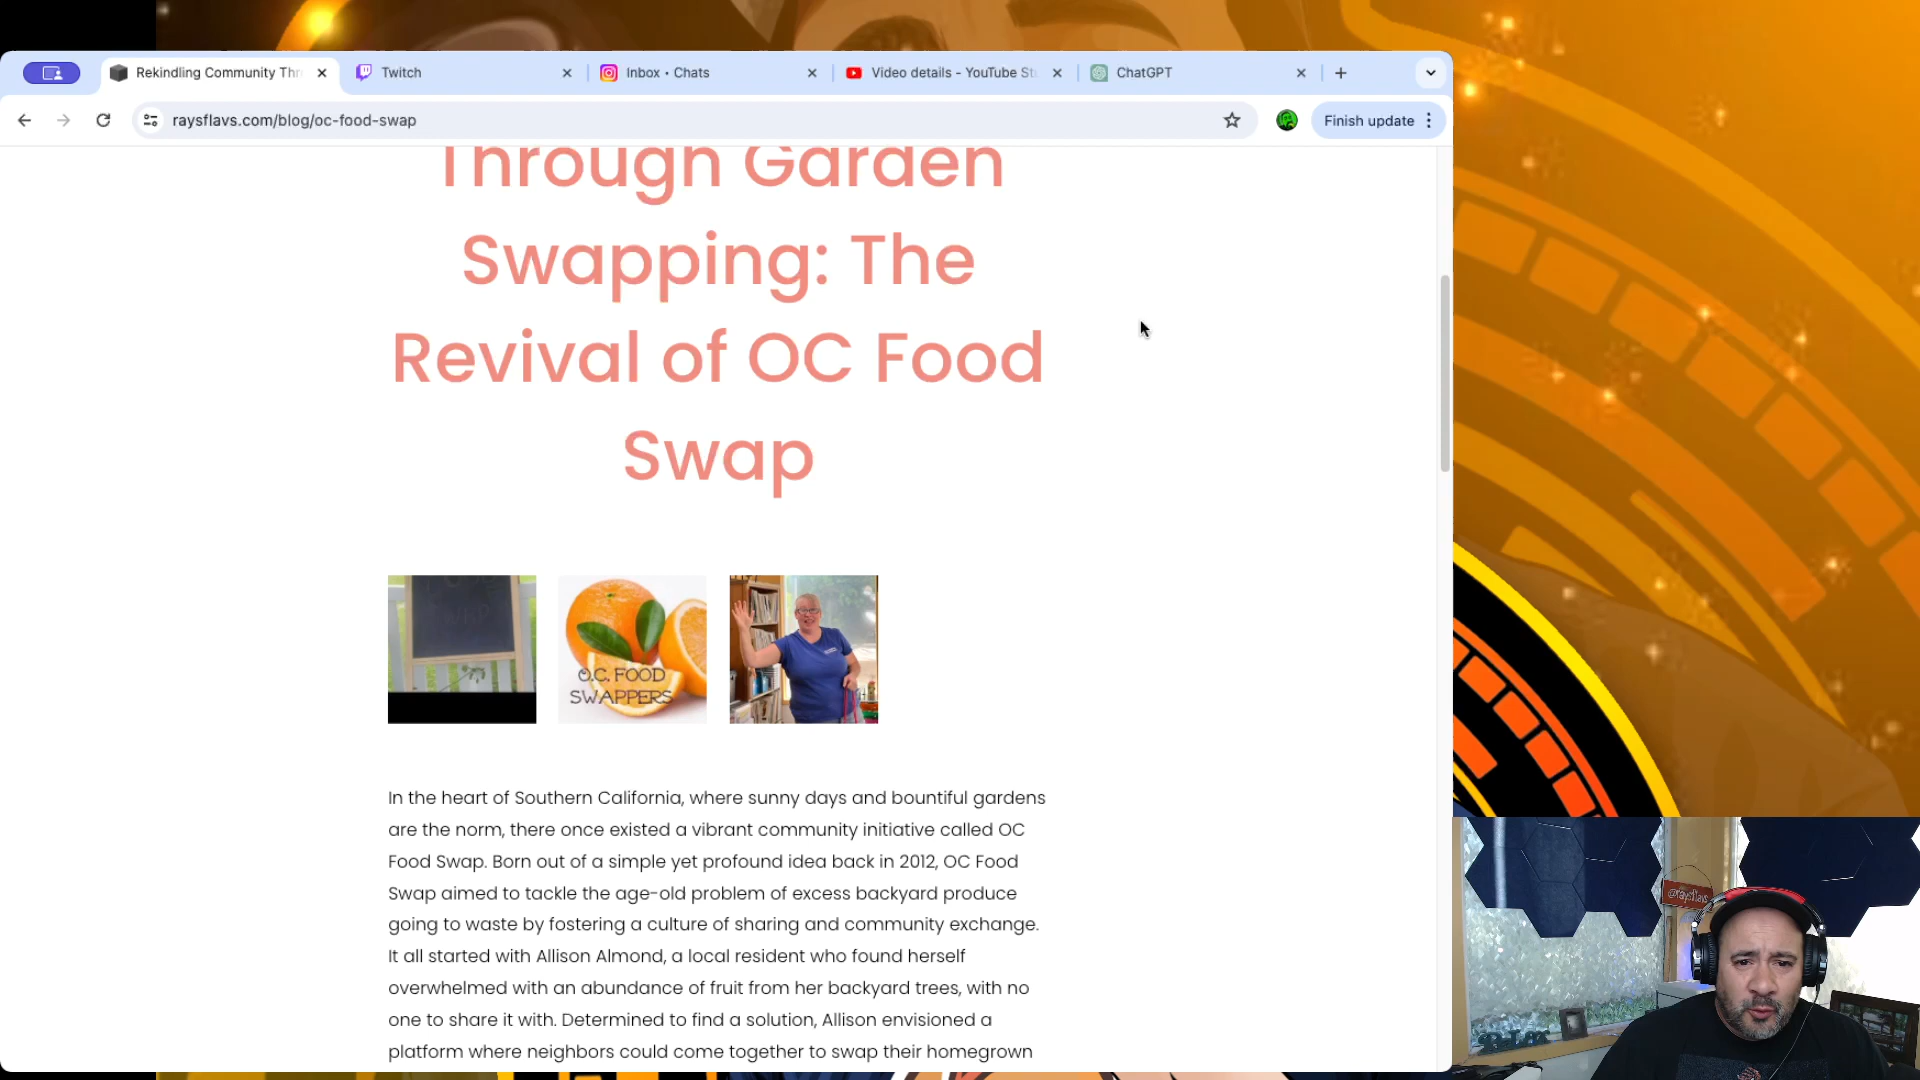 Rekindling Community Thr
Twitch
Inbox • Chats
Video details - YouTube St
ChatGPT
raysflavs.com/blog/oc-food-swap
Finish update
Through Garden
Swapping: The
Revival of OC Food
Swap
O.C. FOOD
SWAPPERS
In the heart of Southern California, where sunny days and bountiful gardens
are the norm, there once existed a vibrant community initiative called OC
Food Swap. Born out of a simple yet profound idea back in 2012, OC Food
Swap aimed to tackle the age-old problem of excess backyard produce
going to waste by fostering a culture of sharing and community exchange.
It all started with Allison Almond, a local resident who found herself
overwhelmed with an abundance of fruit from her backyard trees, with no
one to share it with. Determined to find a solution, Allison envisioned a
platform where neighbors could come together to swap their homegrown
@raysflavs